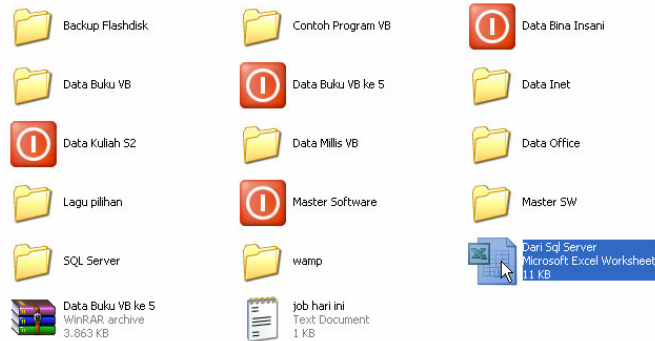 Backup Flashdisk
Contoh Program VB
Data Bina Insani
Data Buku VB
Data Buku VB ke 5
Data Inet
Data Kuliah S2
Data Millis VB
Data Office
Lagu pilihan
Master Software
Master SW
SQL Server
wamp
Dari Sql Server
Microsoft Excel Worksheet
11 KB
Data Buku VB ke 5
WinRAR archive
3.863 KB
job hari ini
Text Document
1 KB